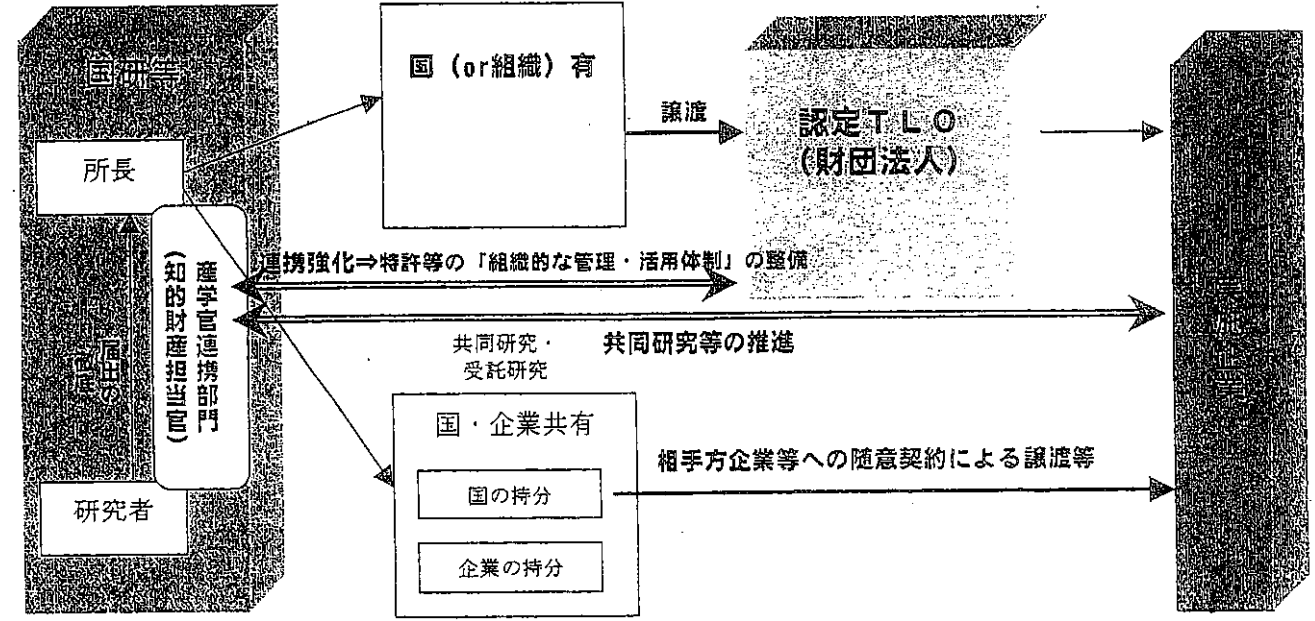 国研等
所長
届出の
産学官連携部門
(知的財産担当官)
研究者
国（or組織）有
譲渡
認定TLO
(財団法人)
連携強化⇒特許等の「組織的な管理・活用体制」の整備
共同研究等の推進
共同研究・
受託研究
国・企業共有
国の持分
企業の持分
相手方企業等への随意契約による譲渡等
業